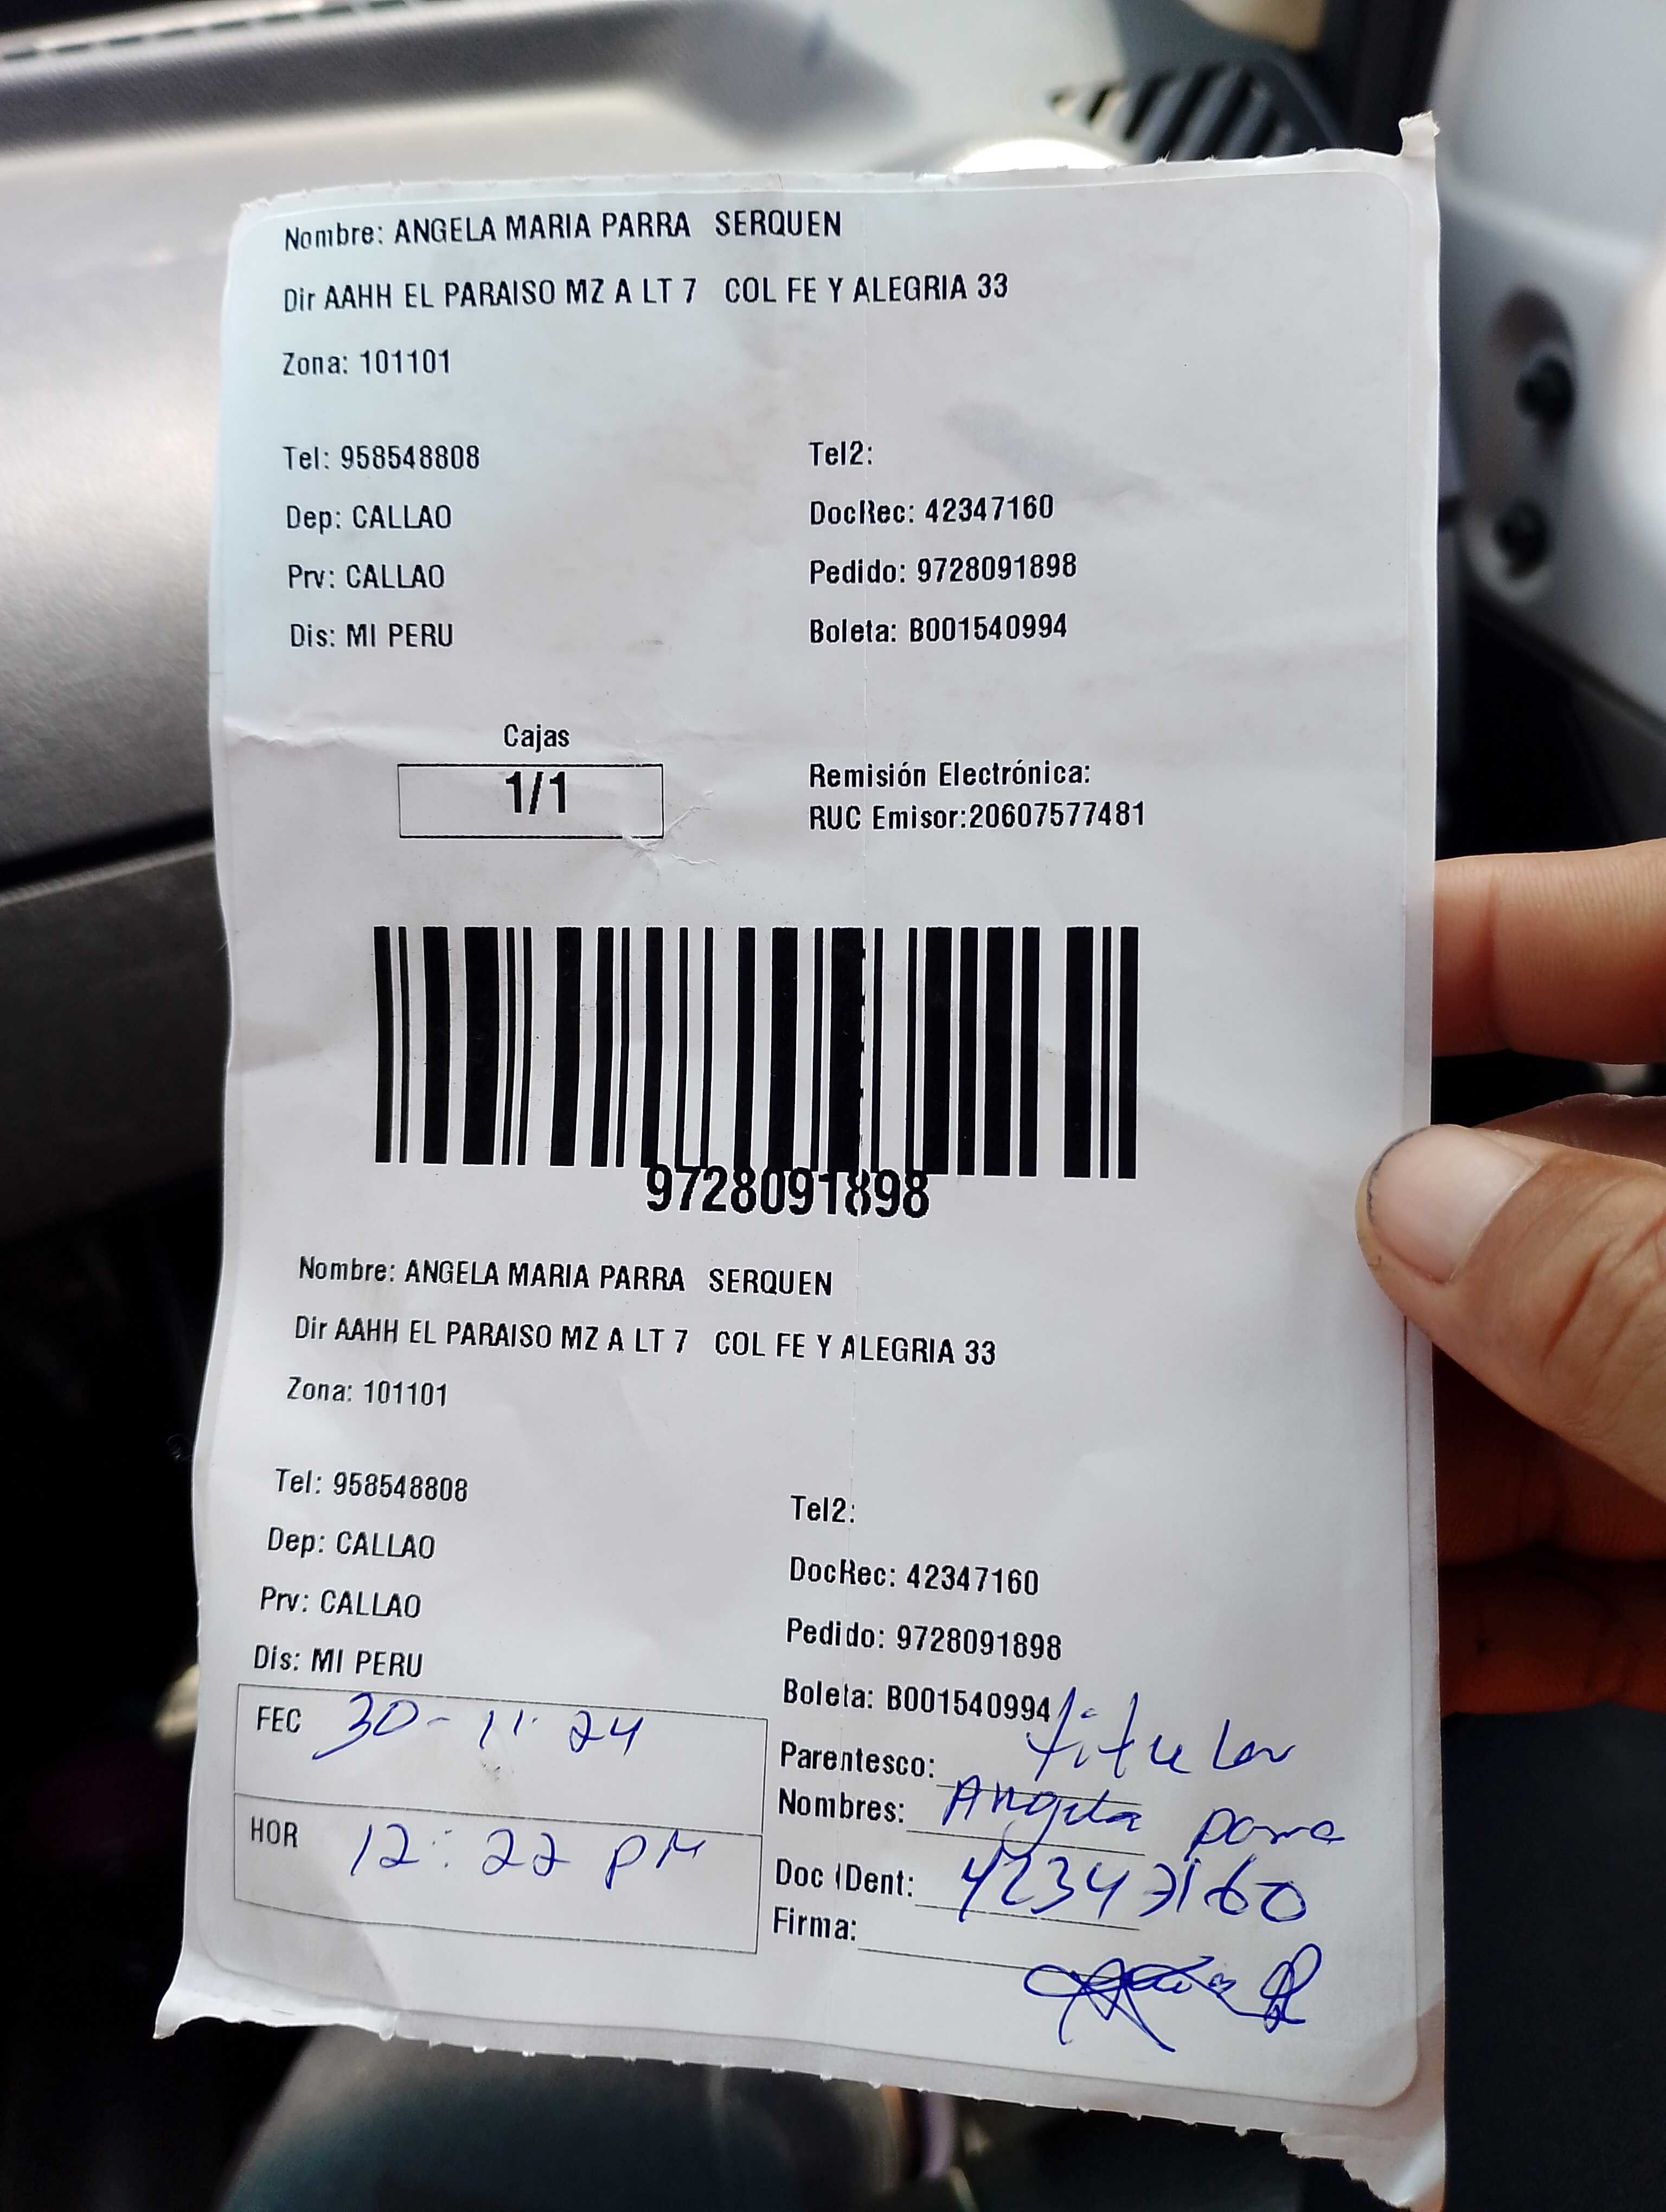 Nombre: ANGELA MARIA PARRA SERQUEN
Dir AAHH EL PARAISO MZ A LT 7 COL FE Y ALEGRIA 33
Zona: 101101
Tel: 958548808 Tel2:
Dep: CALLAO DocRec: 42347160
Prv: CALLAO Pedido: 9728091898
Dis: MI PERU Boleta: B001540994
Cajas
1/1
Remisión Electrónica:
RUC Emisor:20607577481
9728091898
Nombre: ANGELA MARIA PARRA SERQUEN
Dir AAHH EL PARAISO MZ A LT 7 COL FE Y ALEGRIA 33
Zona: 101101
Tel: 958548808 Tel2:
Dep: CALLAO DocRec: 42347160
Prv: CALLAO Pedido: 9728091898
Dis: MI PERU Boleta: B001540994
FEC 30-11-24 Parentesco: titular
Nombres: Angela parra
HOR 12:22 PM Doc IDent: 42347160
Firma: